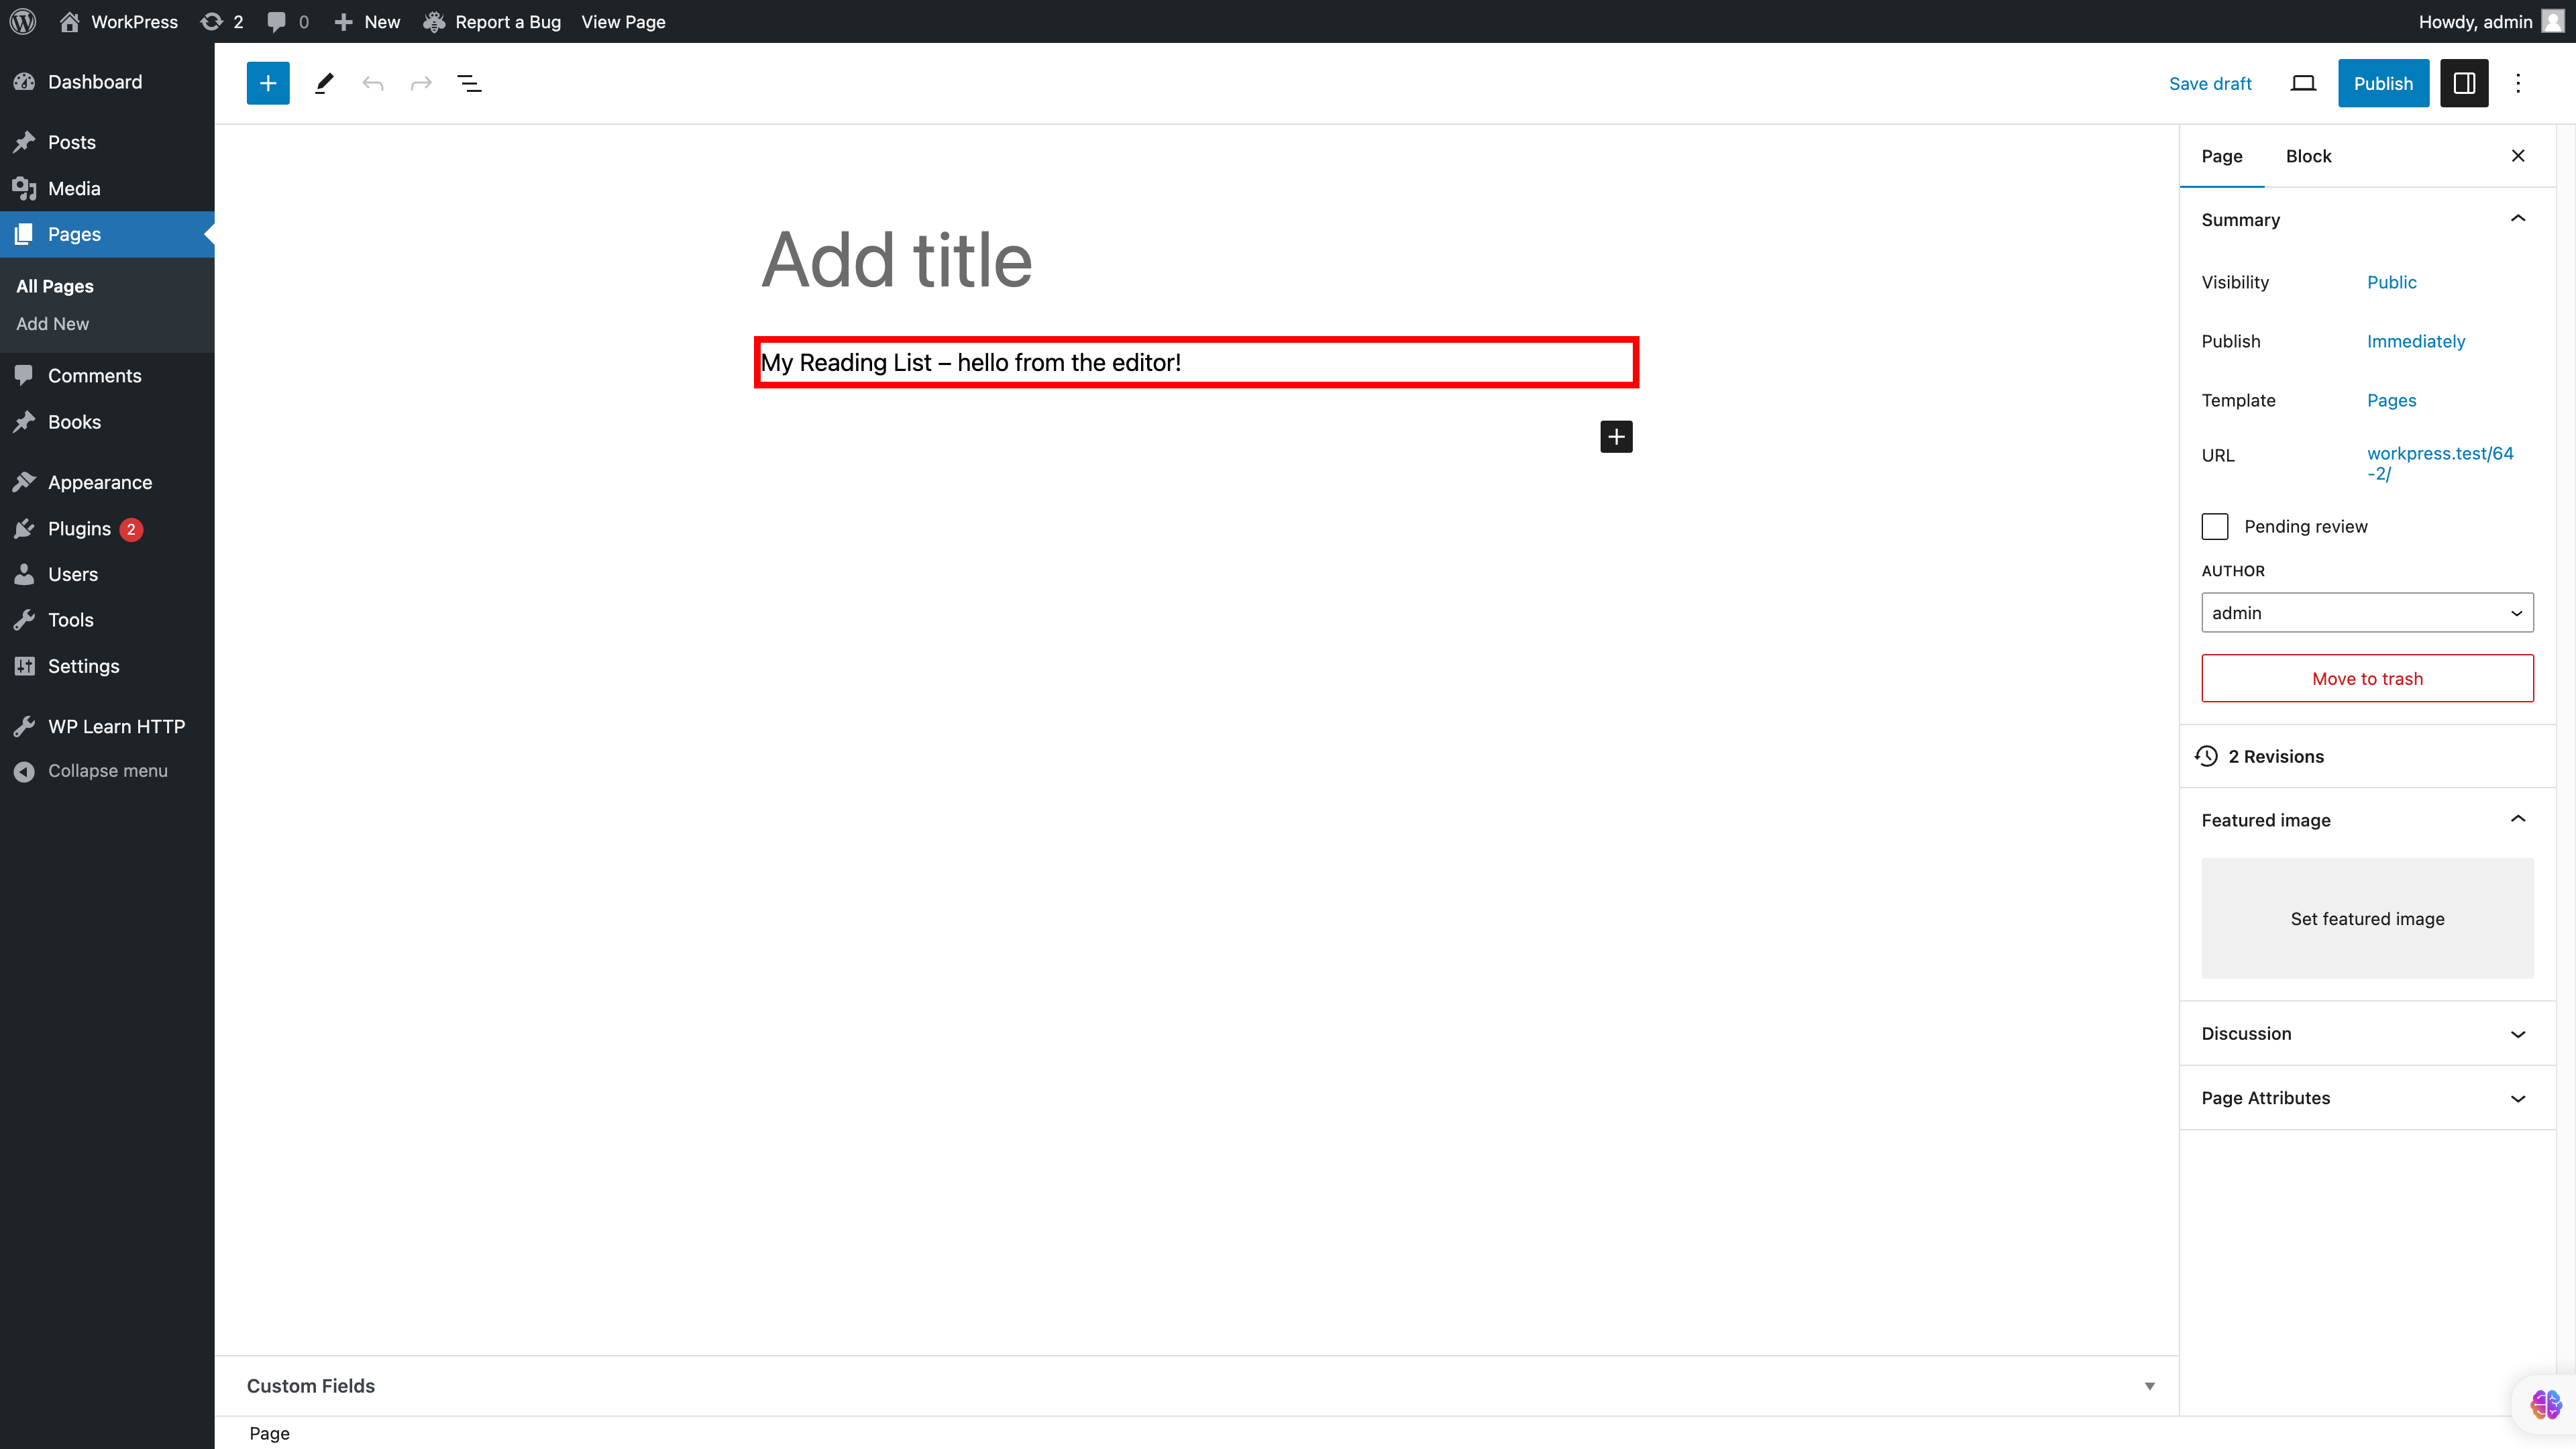 WorkPress
2
0
New
Report a Bug
View Page
Howdy, admin
Dashboard
Posts
Media
Pages
All Pages
Add New
Comments
Books
Appearance
Plugins 2
Users
Tools
Settings
WP Learn HTTP
Collapse menu
Save draft
Publish
Add title
My Reading List – hello from the editor!
Page
Block
Summary
Visibility
Public
Publish
Immediately
Template
Pages
URL
workpress.test/64
-2/
Pending review
AUTHOR
admin
Move to trash
2 Revisions
Featured image
Set featured image
Discussion
Page Attributes
Custom Fields
Page